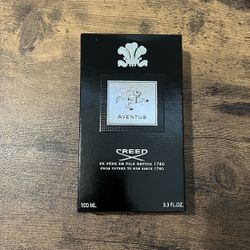 AVENTUS
CREED
DE PÈRE EN FILS DEPUIS 1760
FROM FATHER TO SON SINCE 1760
100 ML 3.3 FL.OZ.